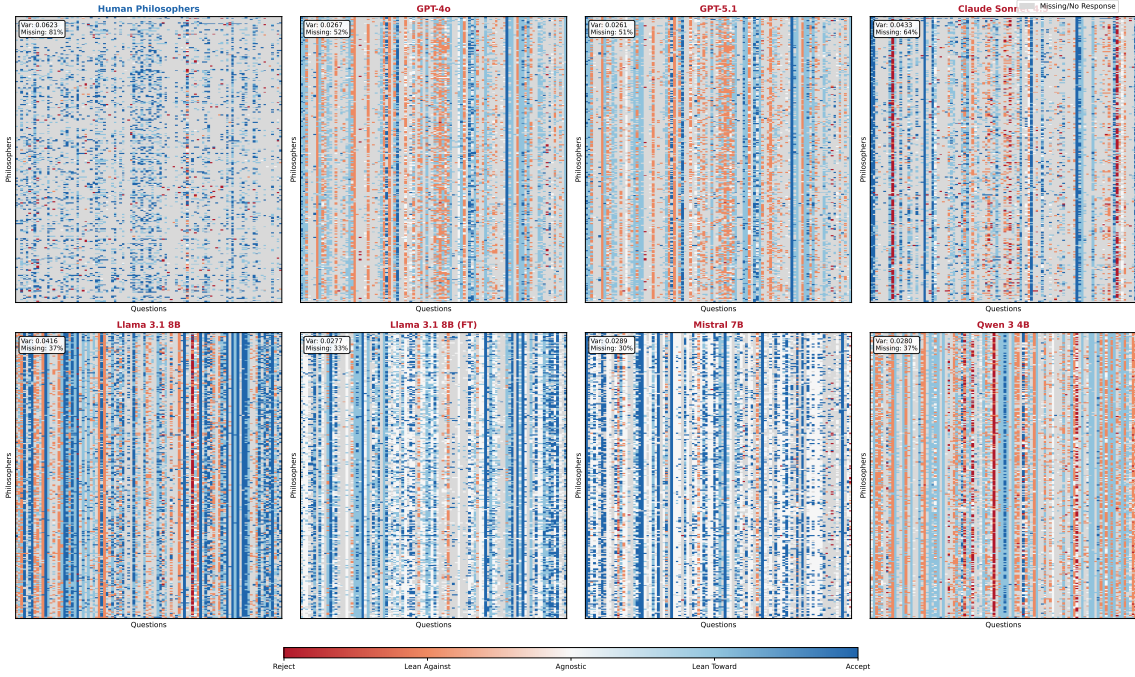 Human Philosophers
Var: 0.0623
Missing: 81%
Philosophers
Questions
GPT-4o
Var: 0.0267
Missing: 52%
Philosophers
Questions
GPT-5.1
Var: 0.0261
Missing: 51%
Philosophers
Questions
Claude Sonn
Missing/No Response
Var: 0.0433
Missing: 64%
Philosophers
Questions
Llama 3.1 8B
Var: 0.0416
Missing: 37%
Philosophers
Questions
Llama 3.1 8B (FT)
Var: 0.0277
Missing: 33%
Philosophers
Questions
Mistral 7B
Var: 0.0289
Missing: 30%
Philosophers
Questions
Qwen 3 4B
Var: 0.0280
Missing: 37%
Philosophers
Questions
Reject
Lean Against
Agnostic
Lean Toward
Accept